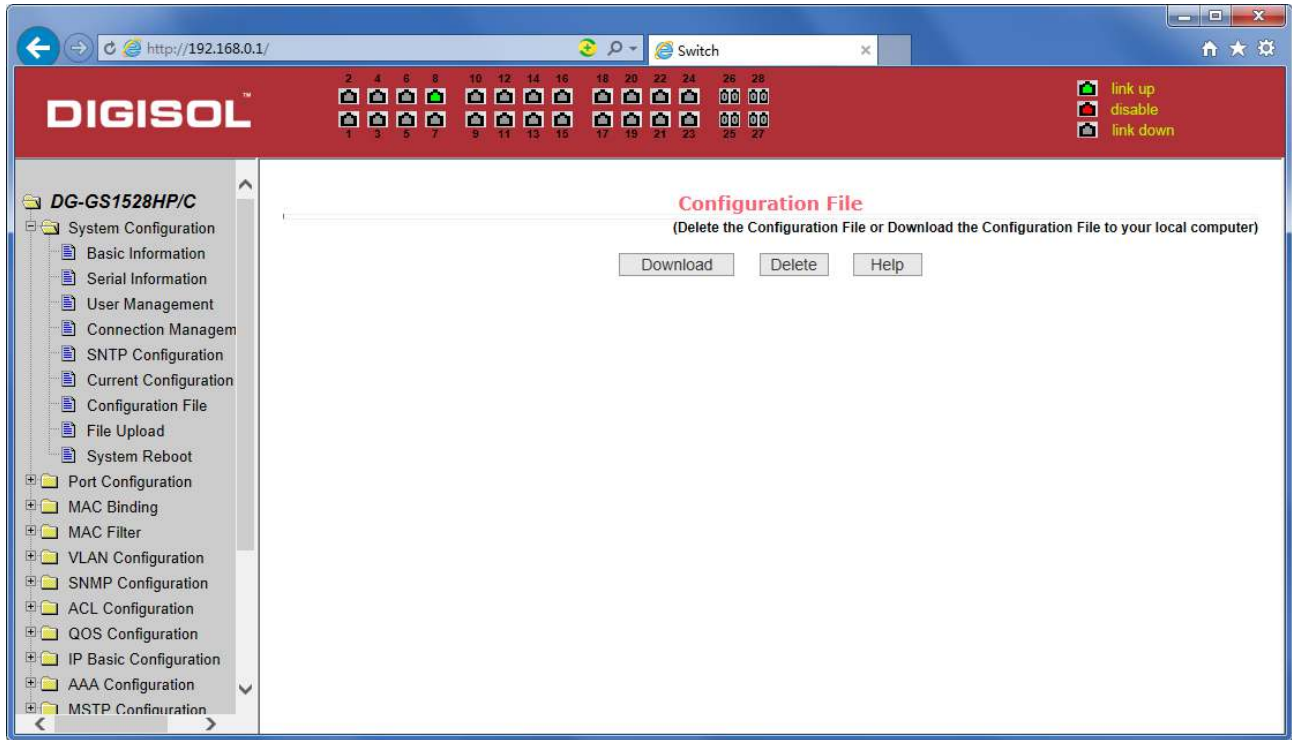 http://192.168.0.1/
Switch
DIGISOL™
2 4 6 8 10 12 14 16 18 20 22 24 26 28
1 3 5 7 9 11 13 15 17 19 21 23 25 27
link up
disable
link down
DG-GS1528HP/C
System Configuration
Basic Information
Serial Information
User Management
Connection Managem
SNTP Configuration
Current Configuration
Configuration File
File Upload
System Reboot
Port Configuration
MAC Binding
MAC Filter
VLAN Configuration
SNMP Configuration
ACL Configuration
QOS Configuration
IP Basic Configuration
AAA Configuration
MSTP Configuration
Configuration File
(Delete the Configuration File or Download the Configuration File to your local computer)
Download Delete Help